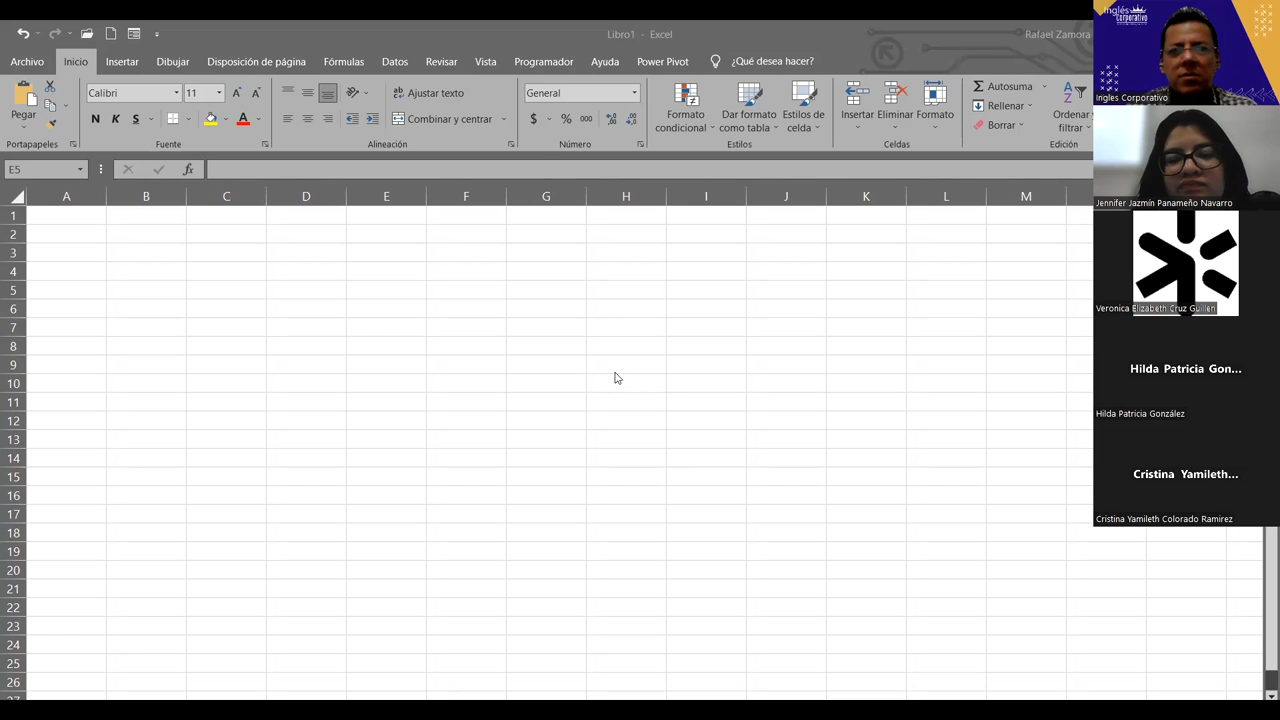 Libro1 - Excel
Rafael Zamora
Archivo Inicio Insertar Dibujar Disposición de página Fórmulas Datos Revisar Vista Programador Ayuda Power Pivot ¿Qué desea hacer?
Pegar
Calibri 11
N K S
Ajustar texto
Combinar y centrar
General
$ % 000
Formato condicional
Dar formato como tabla
Estilos de celda
Insertar Eliminar Formato
Autosuma
Rellenar
Borrar
Ordenar filtrar
Portapapeles Fuente Alineación Número Estilos Celdas Edición
E5 fx
A B C D E F G H I J K L M
1
2
3
4
5
6
7
8
9
10
11
12
13
14
15
16
17
18
19
20
21
22
23
24
25
26
27
Inglés Corporativo
Ingles Corporativo
Jennifer Jazmín Panameño Navarro
Veronica Elizabeth Cruz Guillen
Hilda Patricia Gon...
Hilda Patricia González
Cristina Yamileth...
Cristina Yamileth Colorado Ramirez